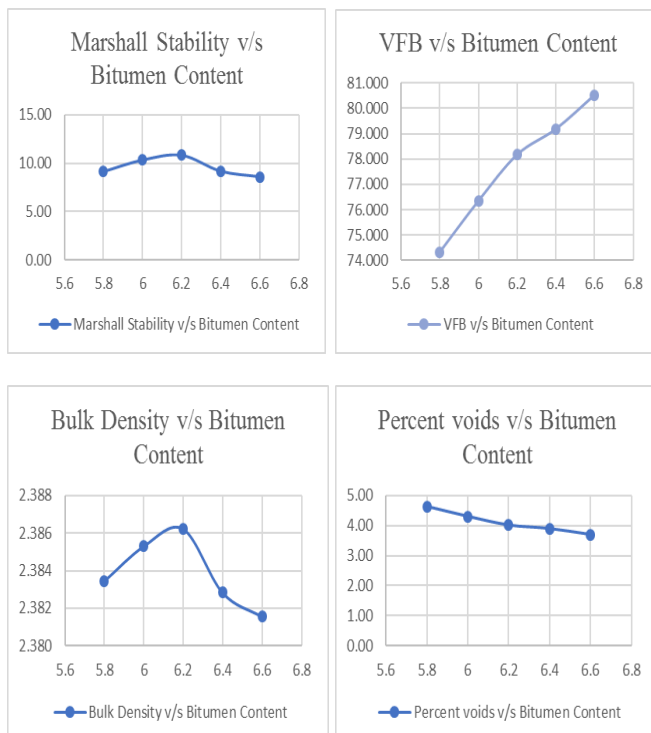 Marshall Stability v/s
Bitumen Content
15.00
10.00
5.00
0.00
5.6 5.8 6 6.2 6.4 6.6 6.8
Marshall Stability v/s Bitumen Content
VFB v/s Bitumen Content
81.000
80.000
79.000
78.000
77.000
76.000
75.000
74.000
5.6 5.8 6 6.2 6.4 6.6 6.8
VFB v/s Bitumen Content
Bulk Density v/s Bitumen
Content
2.388
2.386
2.384
2.382
2.380
5.6 5.8 6 6.2 6.4 6.6 6.8
Bulk Density v/s Bitumen Content
Percent voids v/s Bitumen
Content
5.00
4.00
3.00
2.00
1.00
0.00
5.6 5.8 6 6.2 6.4 6.6 6.8
Percent voids v/s Bitumen Content